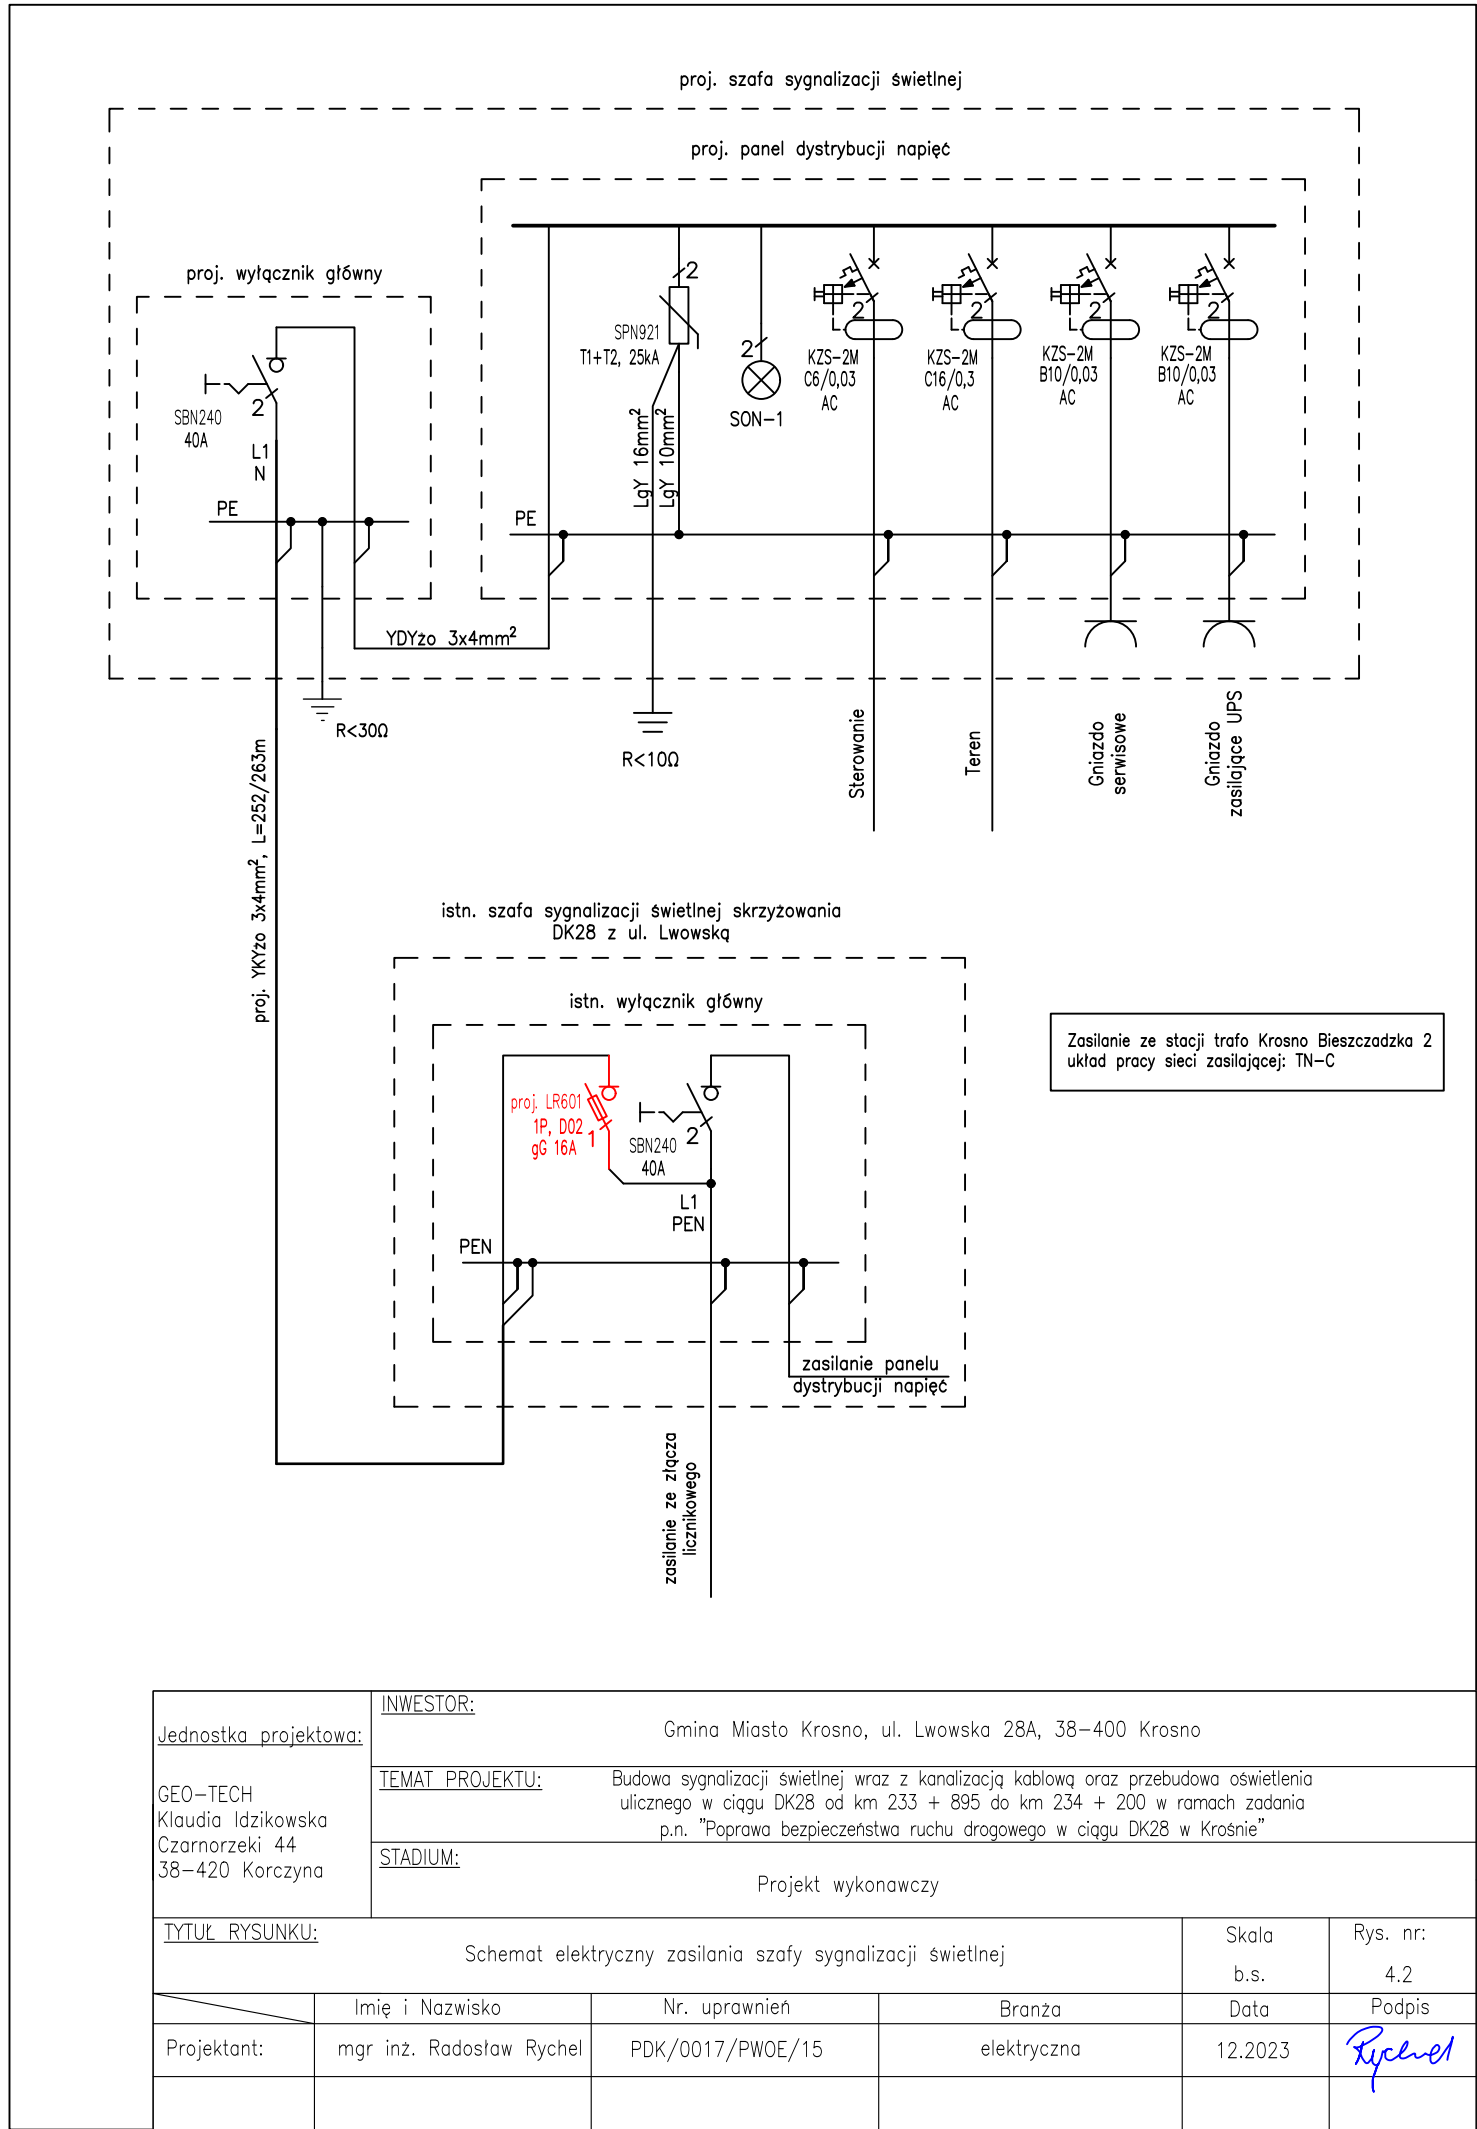 proj. szafa sygnalizacji świetlnej
proj. panel dystrybucji napięć
proj. wyłącznik główny
SBN240
40A
2
L1
N
PE
YDYżo 3x4mm²
R<30Ω
proj. YKYżo 3x4mm², L=252/263m
2
SPN921
T1+T2, 25kA
LgY 16mm²
LgY 10mm²
R<10Ω
PE
2
SON-1
2
KZS-2M
C6/0,03
AC
2
KZS-2M
C16/0,3
AC
2
KZS-2M
B10/0,03
AC
2
KZS-2M
B10/0,03
AC
Sterowanie
Teren
Gniazdo
serwisowe
Gniazdo
zasilające UPS
istn. szafa sygnalizacji świetlnej skrzyżowania
DK28 z ul. Lwowską
istn. wyłącznik główny
proj. LR601
1P, D02
gG 16A
1
SBN240
40A
2
L1
PEN
PEN
zasilanie panelu
dystrybucji napięć
zasilanie ze złącza
licznikowego
Zasilanie ze stacji trafo Krosno Bieszczadzka 2
układ pracy sieci zasilającej: TN-C
Jednostka projektowa:
GEO-TECH
Klaudia Idzikowska
Czarnorzeki 44
38-420 Korczyna
INWESTOR:
Gmina Miasto Krosno, ul. Lwowska 28A, 38-400 Krosno
TEMAT PROJEKTU:
Budowa sygnalizacji świetlnej wraz z kanalizacją kablową oraz przebudowa oświetlenia
ulicznego w ciągu DK28 od km 233 + 895 do km 234 + 200 w ramach zadania
p.n. "Poprawa bezpieczeństwa ruchu drogowego w ciągu DK28 w Krośnie"
STADIUM:
Projekt wykonawczy
TYTUŁ RYSUNKU:
Schemat elektryczny zasilania szafy sygnalizacji świetlnej
Skala
b.s.
Rys. nr:
4.2
Imię i Nazwisko
Nr. uprawnień
Branża
Data
Podpis
Projektant:
mgr inż. Radosław Rychel
PDK/0017/PWOE/15
elektryczna
12.2023
Rychel